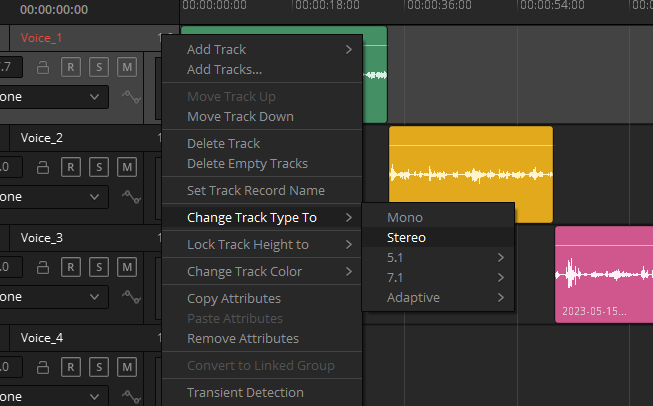 00:00:00:00
00:00:00:00 00:00:18:00 00:00:36:00 00:00:54:00
Voice_1
.7 R S M
one
Voice_2
.0 R S M
one
Voice_3
.0 R S M
one
Voice_4
.0 R S M
one
Add Track
Add Tracks...
Move Track Up
Move Track Down
Delete Track
Delete Empty Tracks
Set Track Record Name
Change Track Type To
Lock Track Height to
Change Track Color
Copy Attributes
Paste Attributes
Remove Attributes
Convert to Linked Group
Transient Detection
Mono
Stereo
5.1
7.1
Adaptive
2023-05-15...